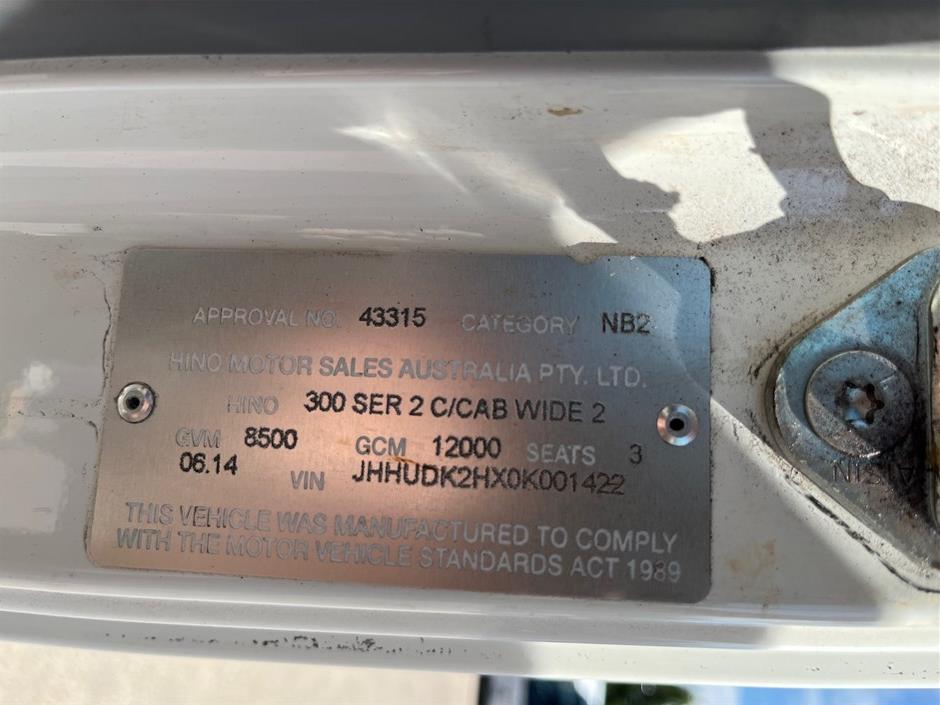 APPROVAL NO. 43315 CATEGORY NB2
HINO MOTOR SALES AUSTRALIA PTY. LTD.
HINO 300 SER 2 C/CAB WIDE 2
GVM 8500 GCM 12000 SEATS 3
06.14 VIN JHHUDK2HX0K001422
THIS VEHICLE WAS MANUFACTURED TO COMPLY
WITH THE MOTOR VEHICLE STANDARDS ACT 1989
AISIN